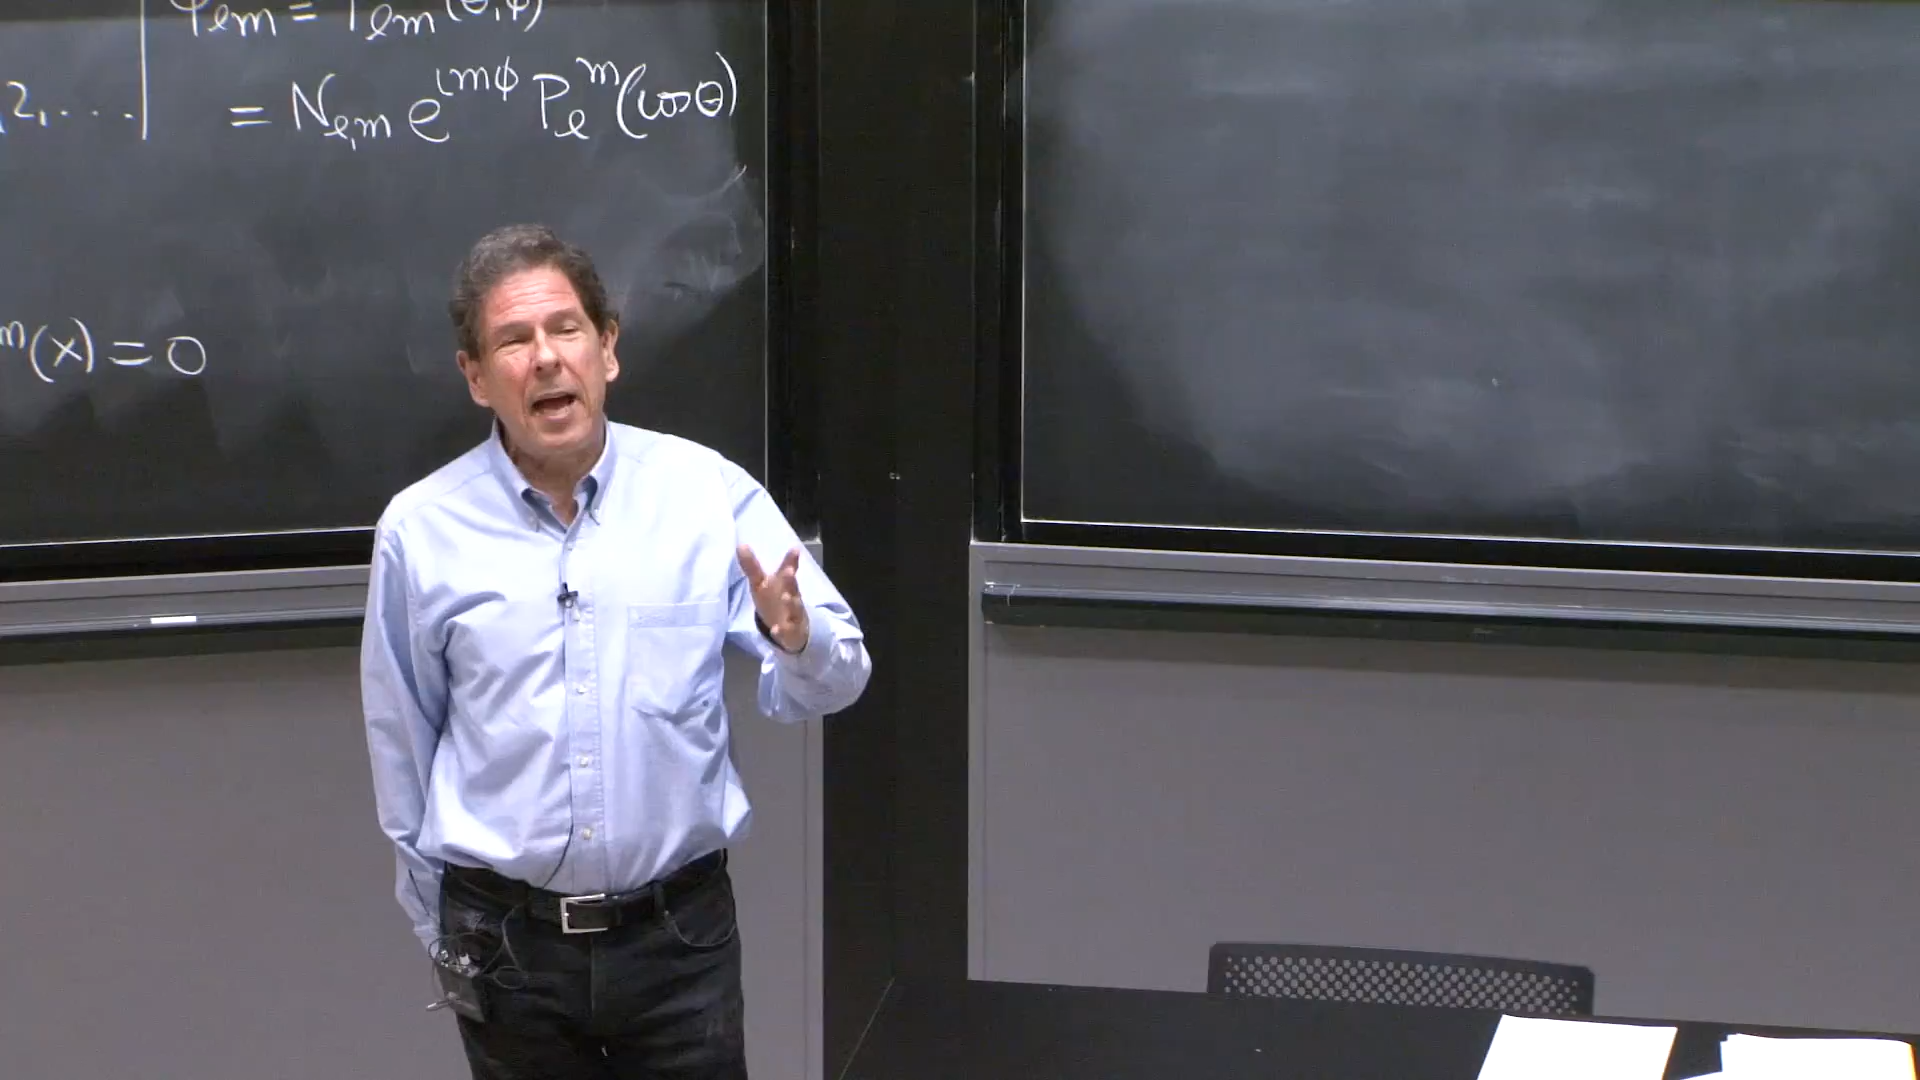 ψℓm = Yℓm(θ,φ)
,2,....
= Nℓ,m e^{imφ} Pℓ^m(cosθ)
m(x) = 0